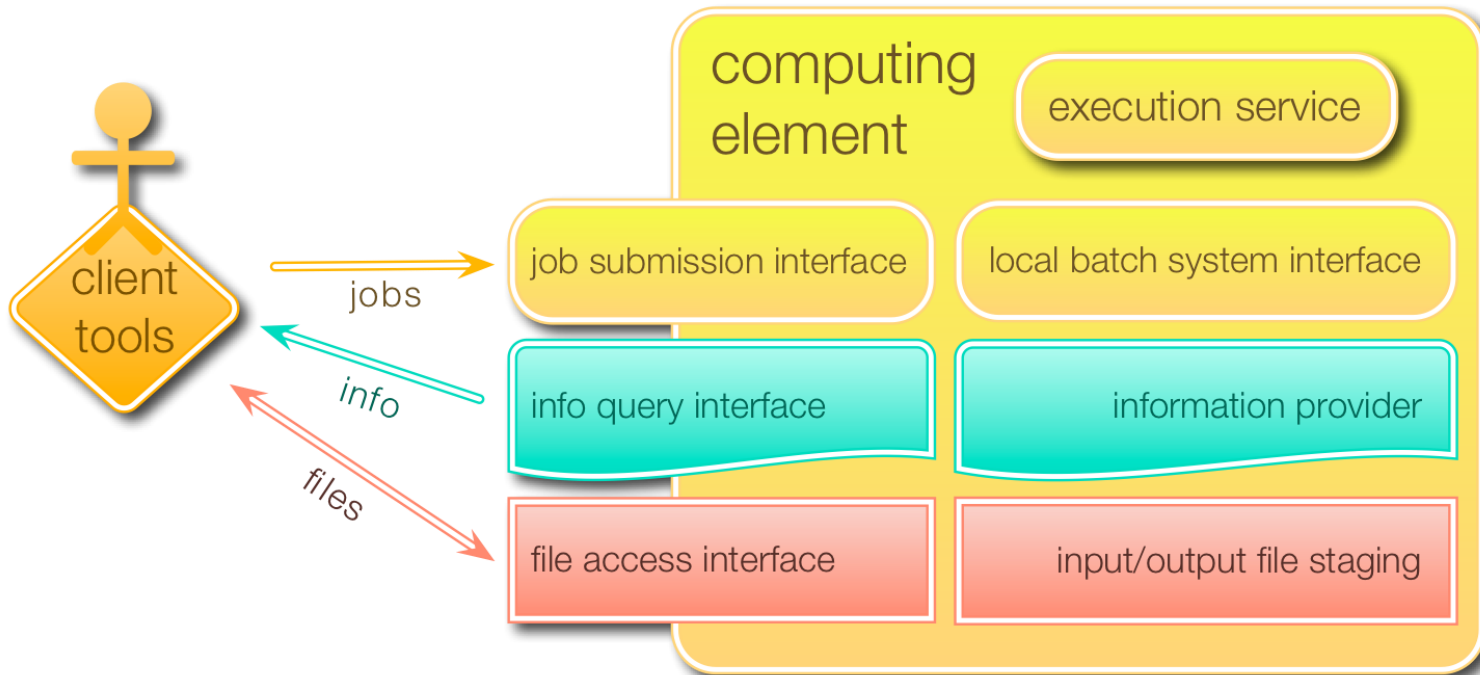 computing
element
execution service
client
tools
jobs
job submission interface
local batch system interface
info
info query interface
information provider
files
file access interface
input/output file staging